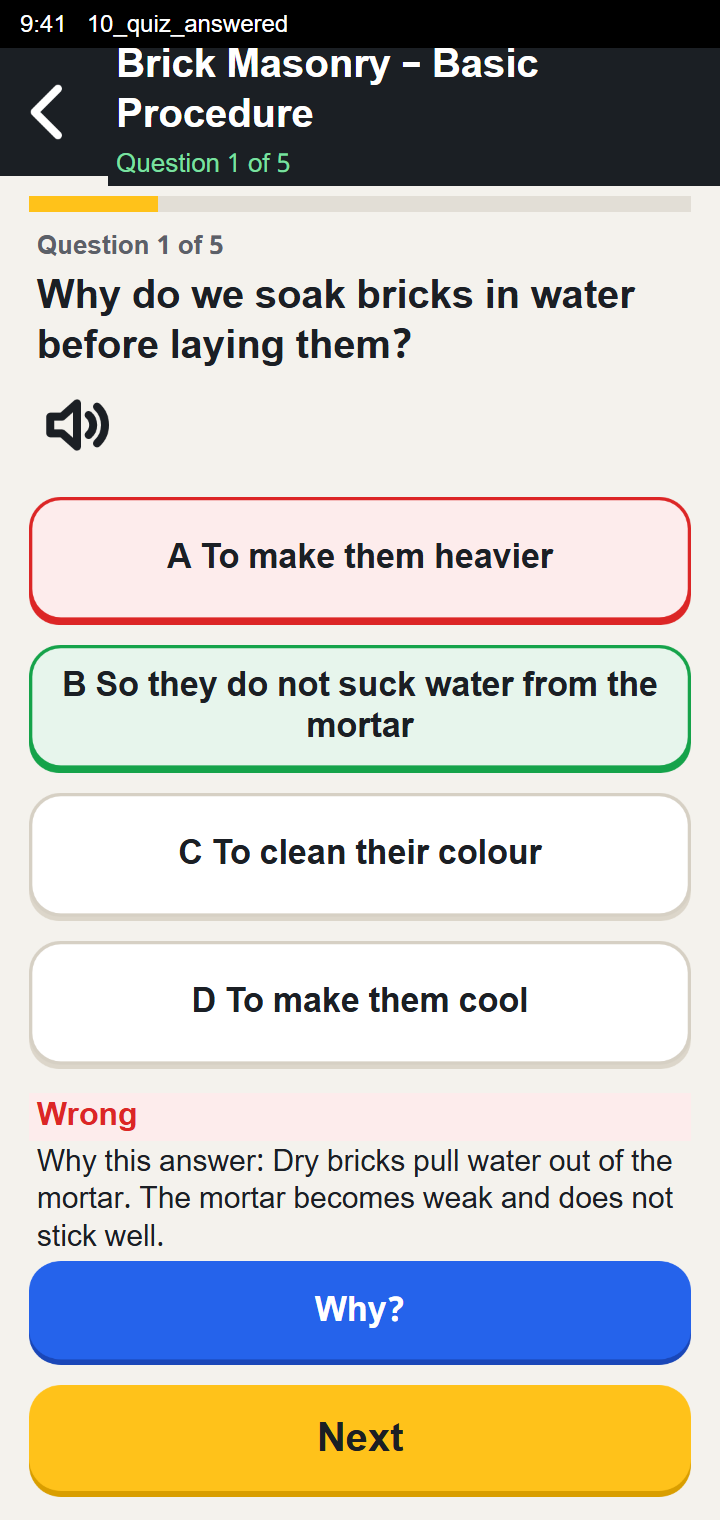 9:41 10_quiz_answered
Brick Masonry – Basic
Procedure
Question 1 of 5
Question 1 of 5
Why do we soak bricks in water
before laying them?
A To make them heavier
B So they do not suck water from the
mortar
C To clean their colour
D To make them cool
Wrong
Why this answer: Dry bricks pull water out of the
mortar. The mortar becomes weak and does not
stick well.
Why?
Next